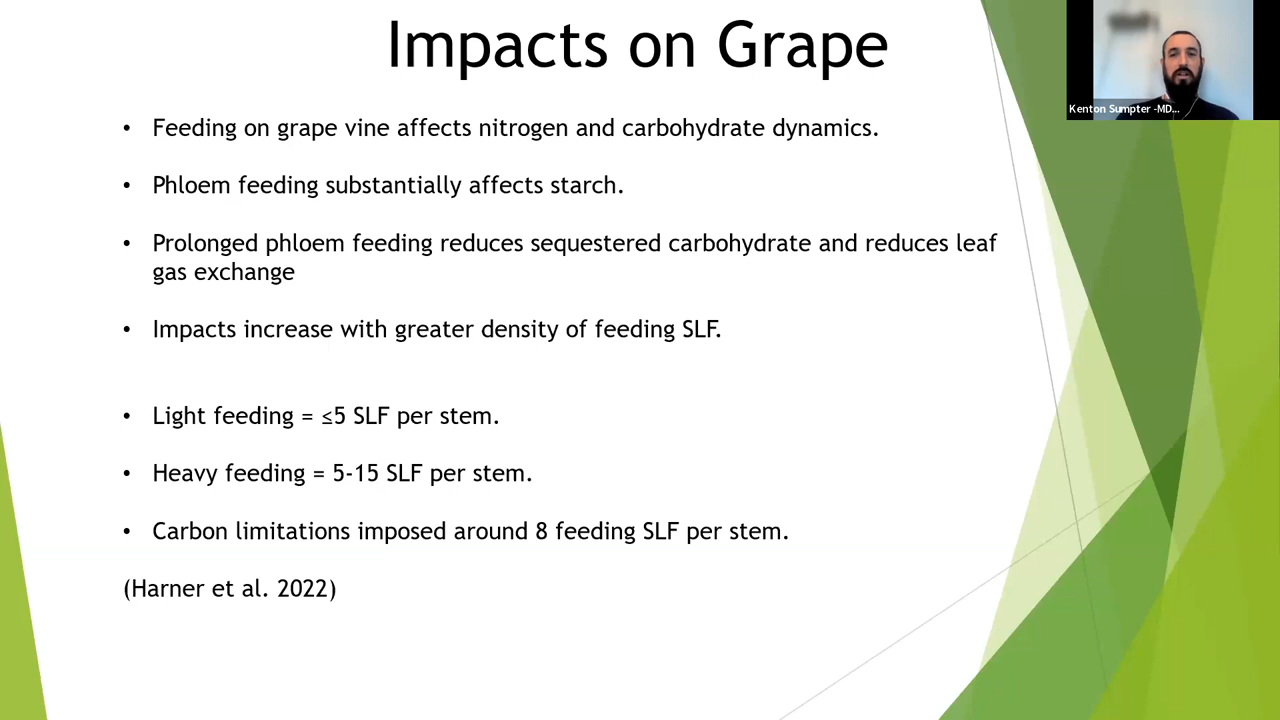 Impacts on Grape
Kenton Sumpter -MD...
• Feeding on grape vine affects nitrogen and carbohydrate dynamics.
• Phloem feeding substantially affects starch.
• Prolonged phloem feeding reduces sequestered carbohydrate and reduces leaf
gas exchange
• Impacts increase with greater density of feeding SLF.
• Light feeding = ≤5 SLF per stem.
• Heavy feeding = 5-15 SLF per stem.
• Carbon limitations imposed around 8 feeding SLF per stem.
(Harner et al. 2022)